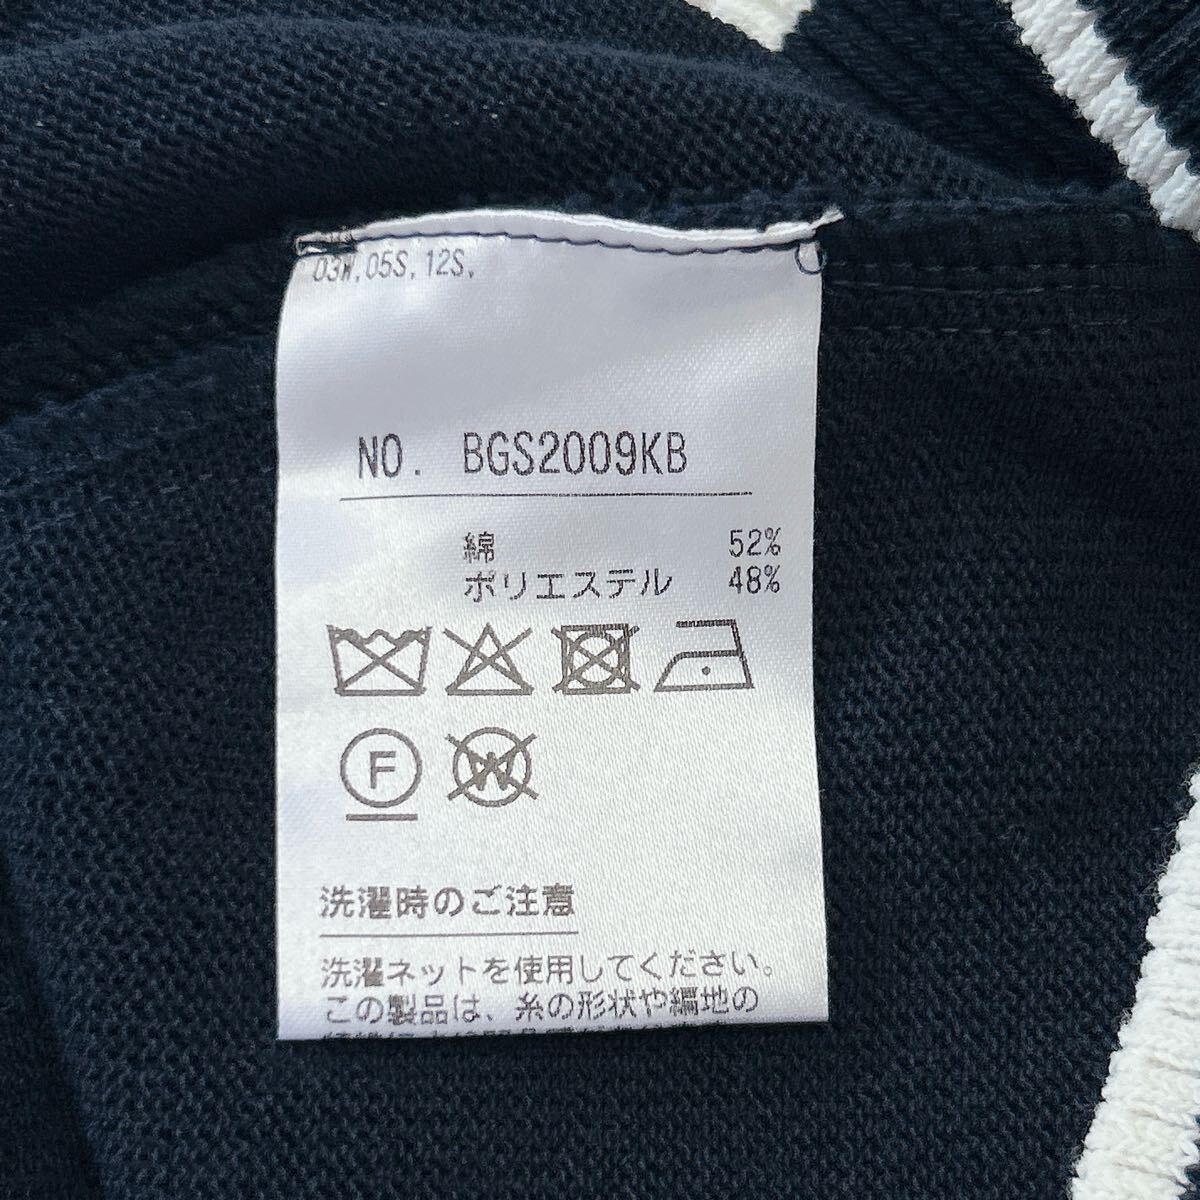 03W,05S,12S,
NO. BGS2009KB
綿 52%
ポリエステル 48%
F
W
洗濯時のご注意
洗濯ネットを使用してください。
この製品は、糸の形状や編地の